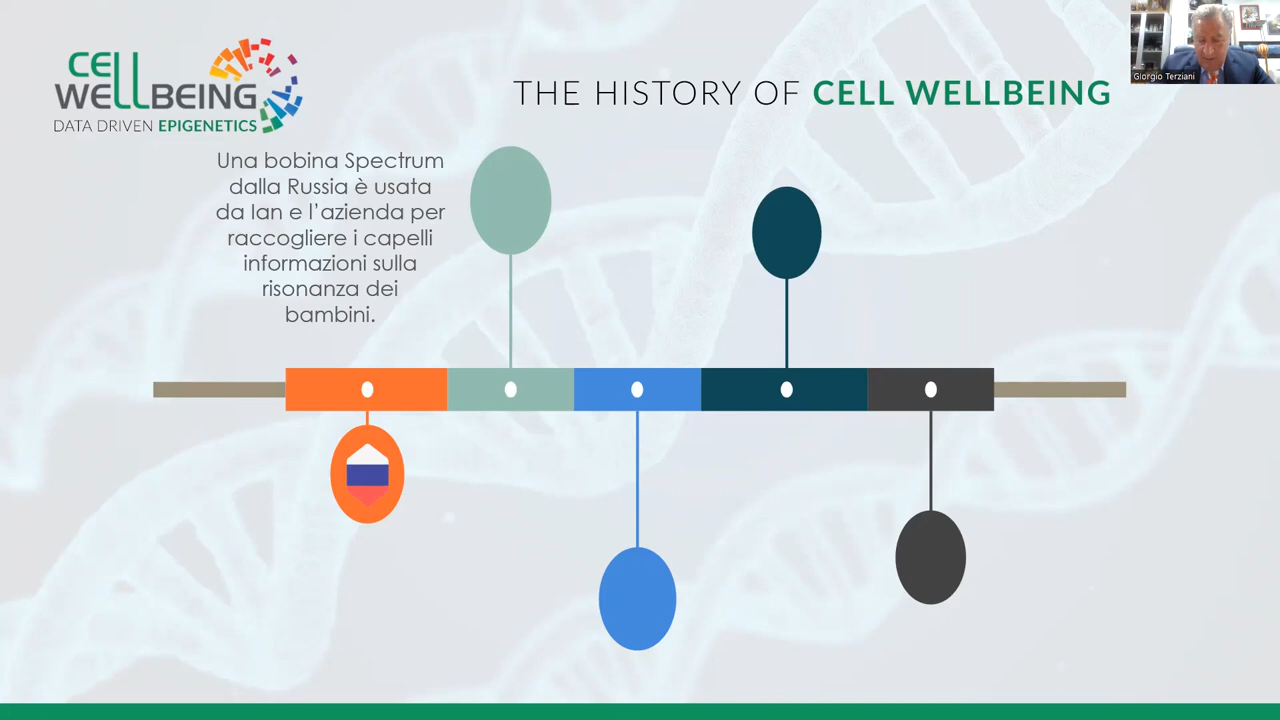 CELL
WELLBEING
DATA DRIVEN EPIGENETICS
THE HISTORY OF CELL WELLBEING
Giorgio Terziani
Una bobina Spectrum
dalla Russia è usata
da Ian e l’azienda per
raccogliere i capelli
informazioni sulla
risonanza dei
bambini.